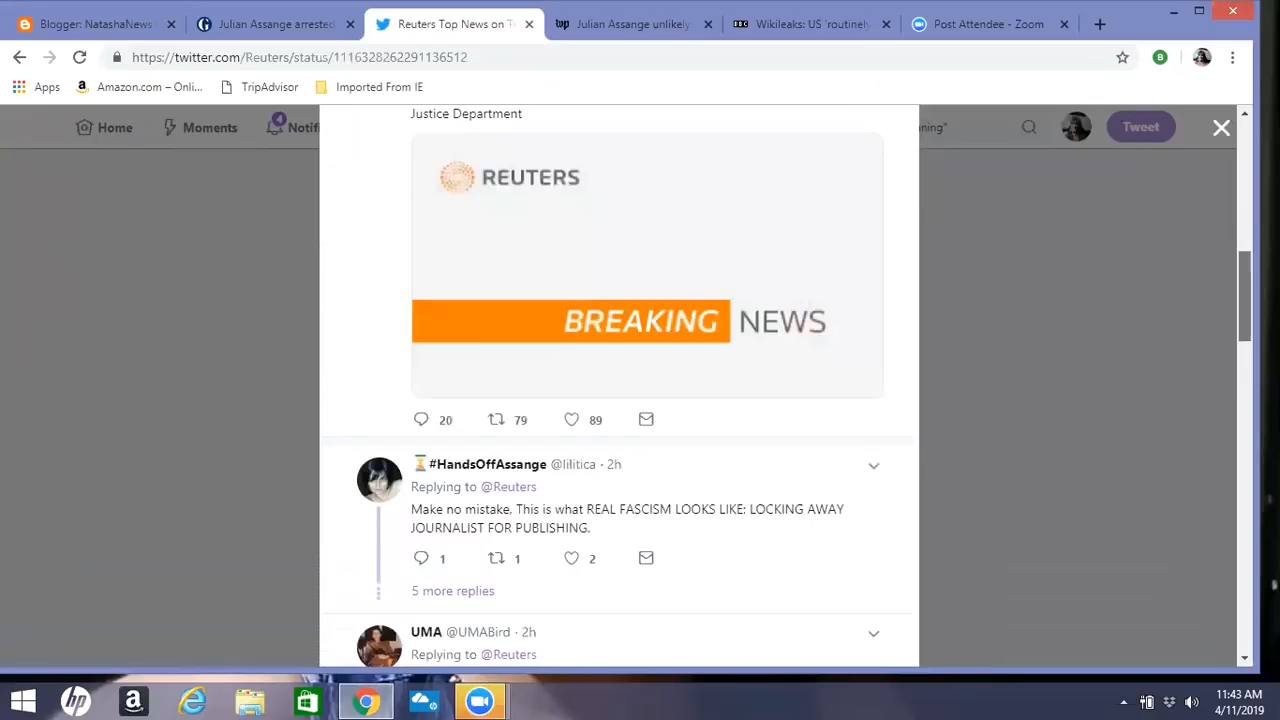 Blogger: NatashaNews
Julian Assange arrested
Reuters Top News on T
Julian Assange unlikely
Wikileaks: US 'routinely
Post Attendee - Zoom
https://twitter.com/Reuters/status/1116328262291136512
Apps
Amazon.com – Onli...
TripAdvisor
Imported From IE
Justice Department
Home
Moments
4
Notifi
ning"
Tweet
REUTERS
BREAKING NEWS
20 79 89
#HandsOffAssange @lilitica · 2h
Replying to @Reuters
Make no mistake, This is what REAL FASCISM LOOKS LIKE: LOCKING AWAY
JOURNALIST FOR PUBLISHING.
1 1 2
5 more replies
UMA @UMABird · 2h
Replying to @Reuters
11:43 AM
4/11/2019